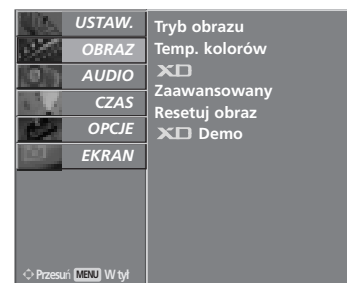 USTAW.
OBRAZ
AUDIO
CZAS
OPCJE
EKRAN
Przesuń MENU W tył
Tryb obrazu
Temp. kolorów
XD
Zaawansowany
Resetuj obraz
XD Demo